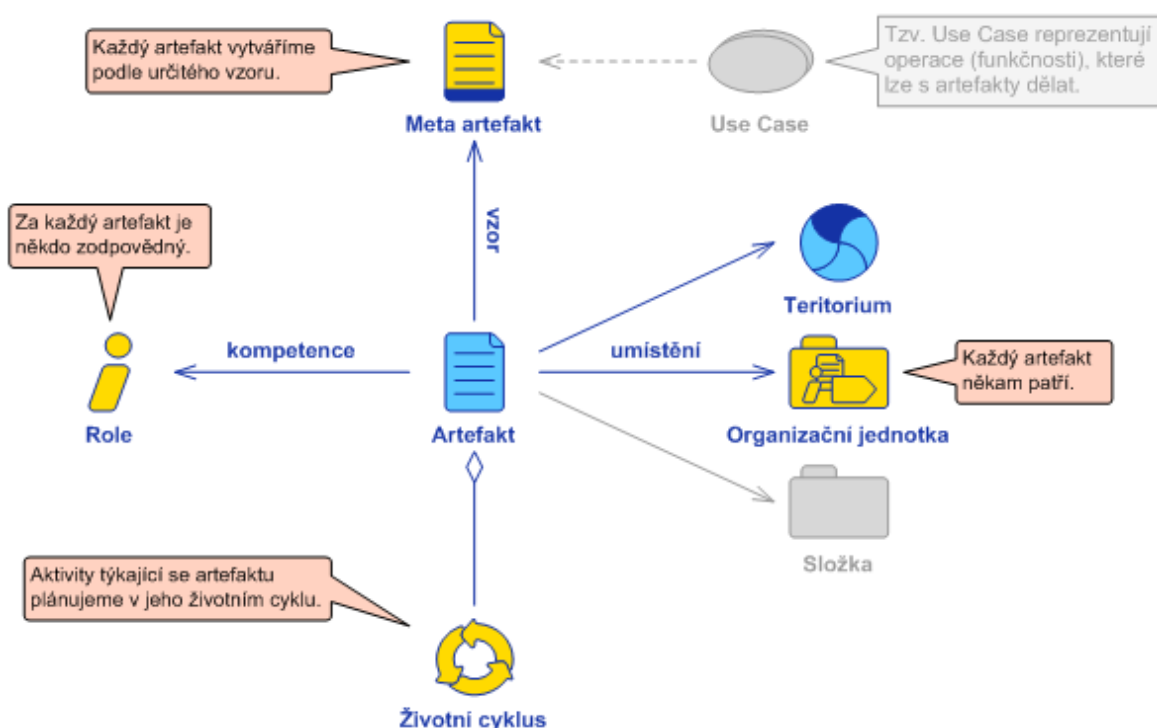 Každý artefakt vytváříme
podle určitého vzoru.
Tzv. Use Case reprezentují
operace (funkčnosti), které
lze s artefakty dělat.
Meta artefakt
Use Case
vzor
Za každý artefakt je
někdo zodpovědný.
Teritorium
kompetence
umístění
Každý artefakt
někam patří.
Role
Artefakt
Organizační jednotka
Složka
Aktivity týkající se artefaktu
plánujeme v jeho životním cyklu.
Životní cyklus